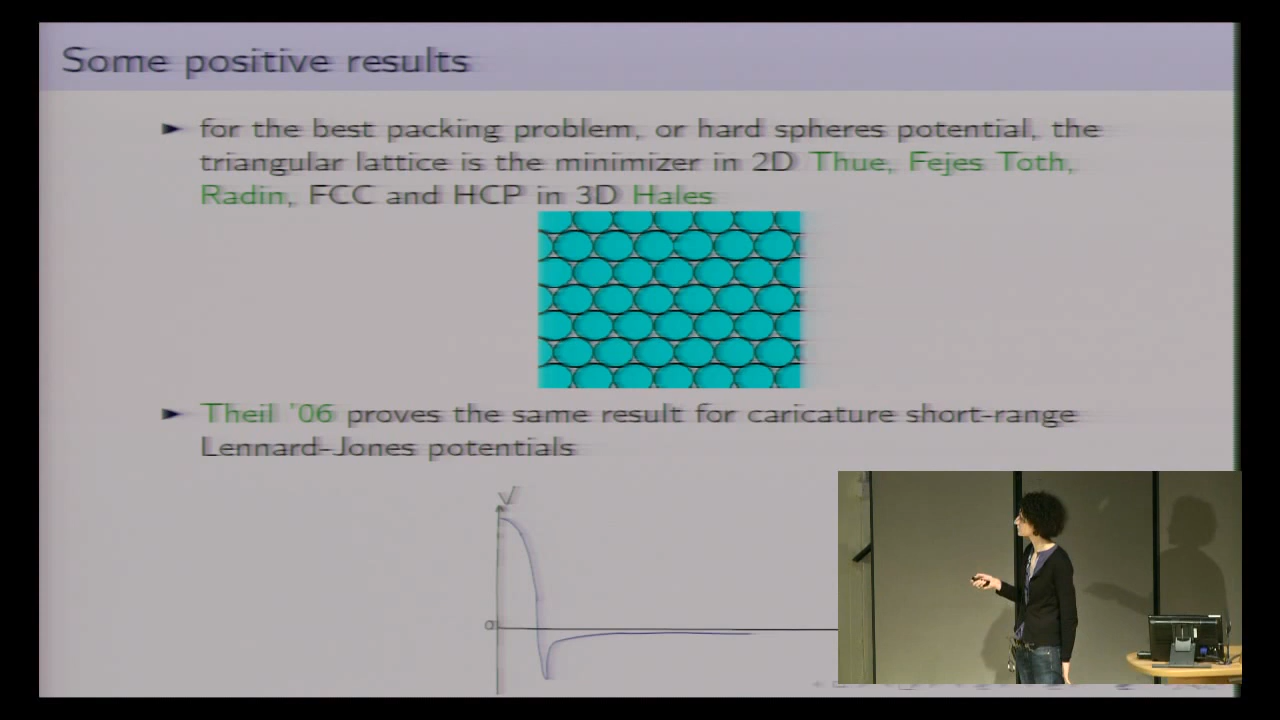 Some positive results
► for the best packing problem, or hard spheres potential, the
triangular lattice is the minimizer in 2D Thue, Fejes Toth,
Radin, FCC and HCP in 3D Hales
► Theil '06 proves the same result for caricature short-range
Lennard-Jones potentials
V
0